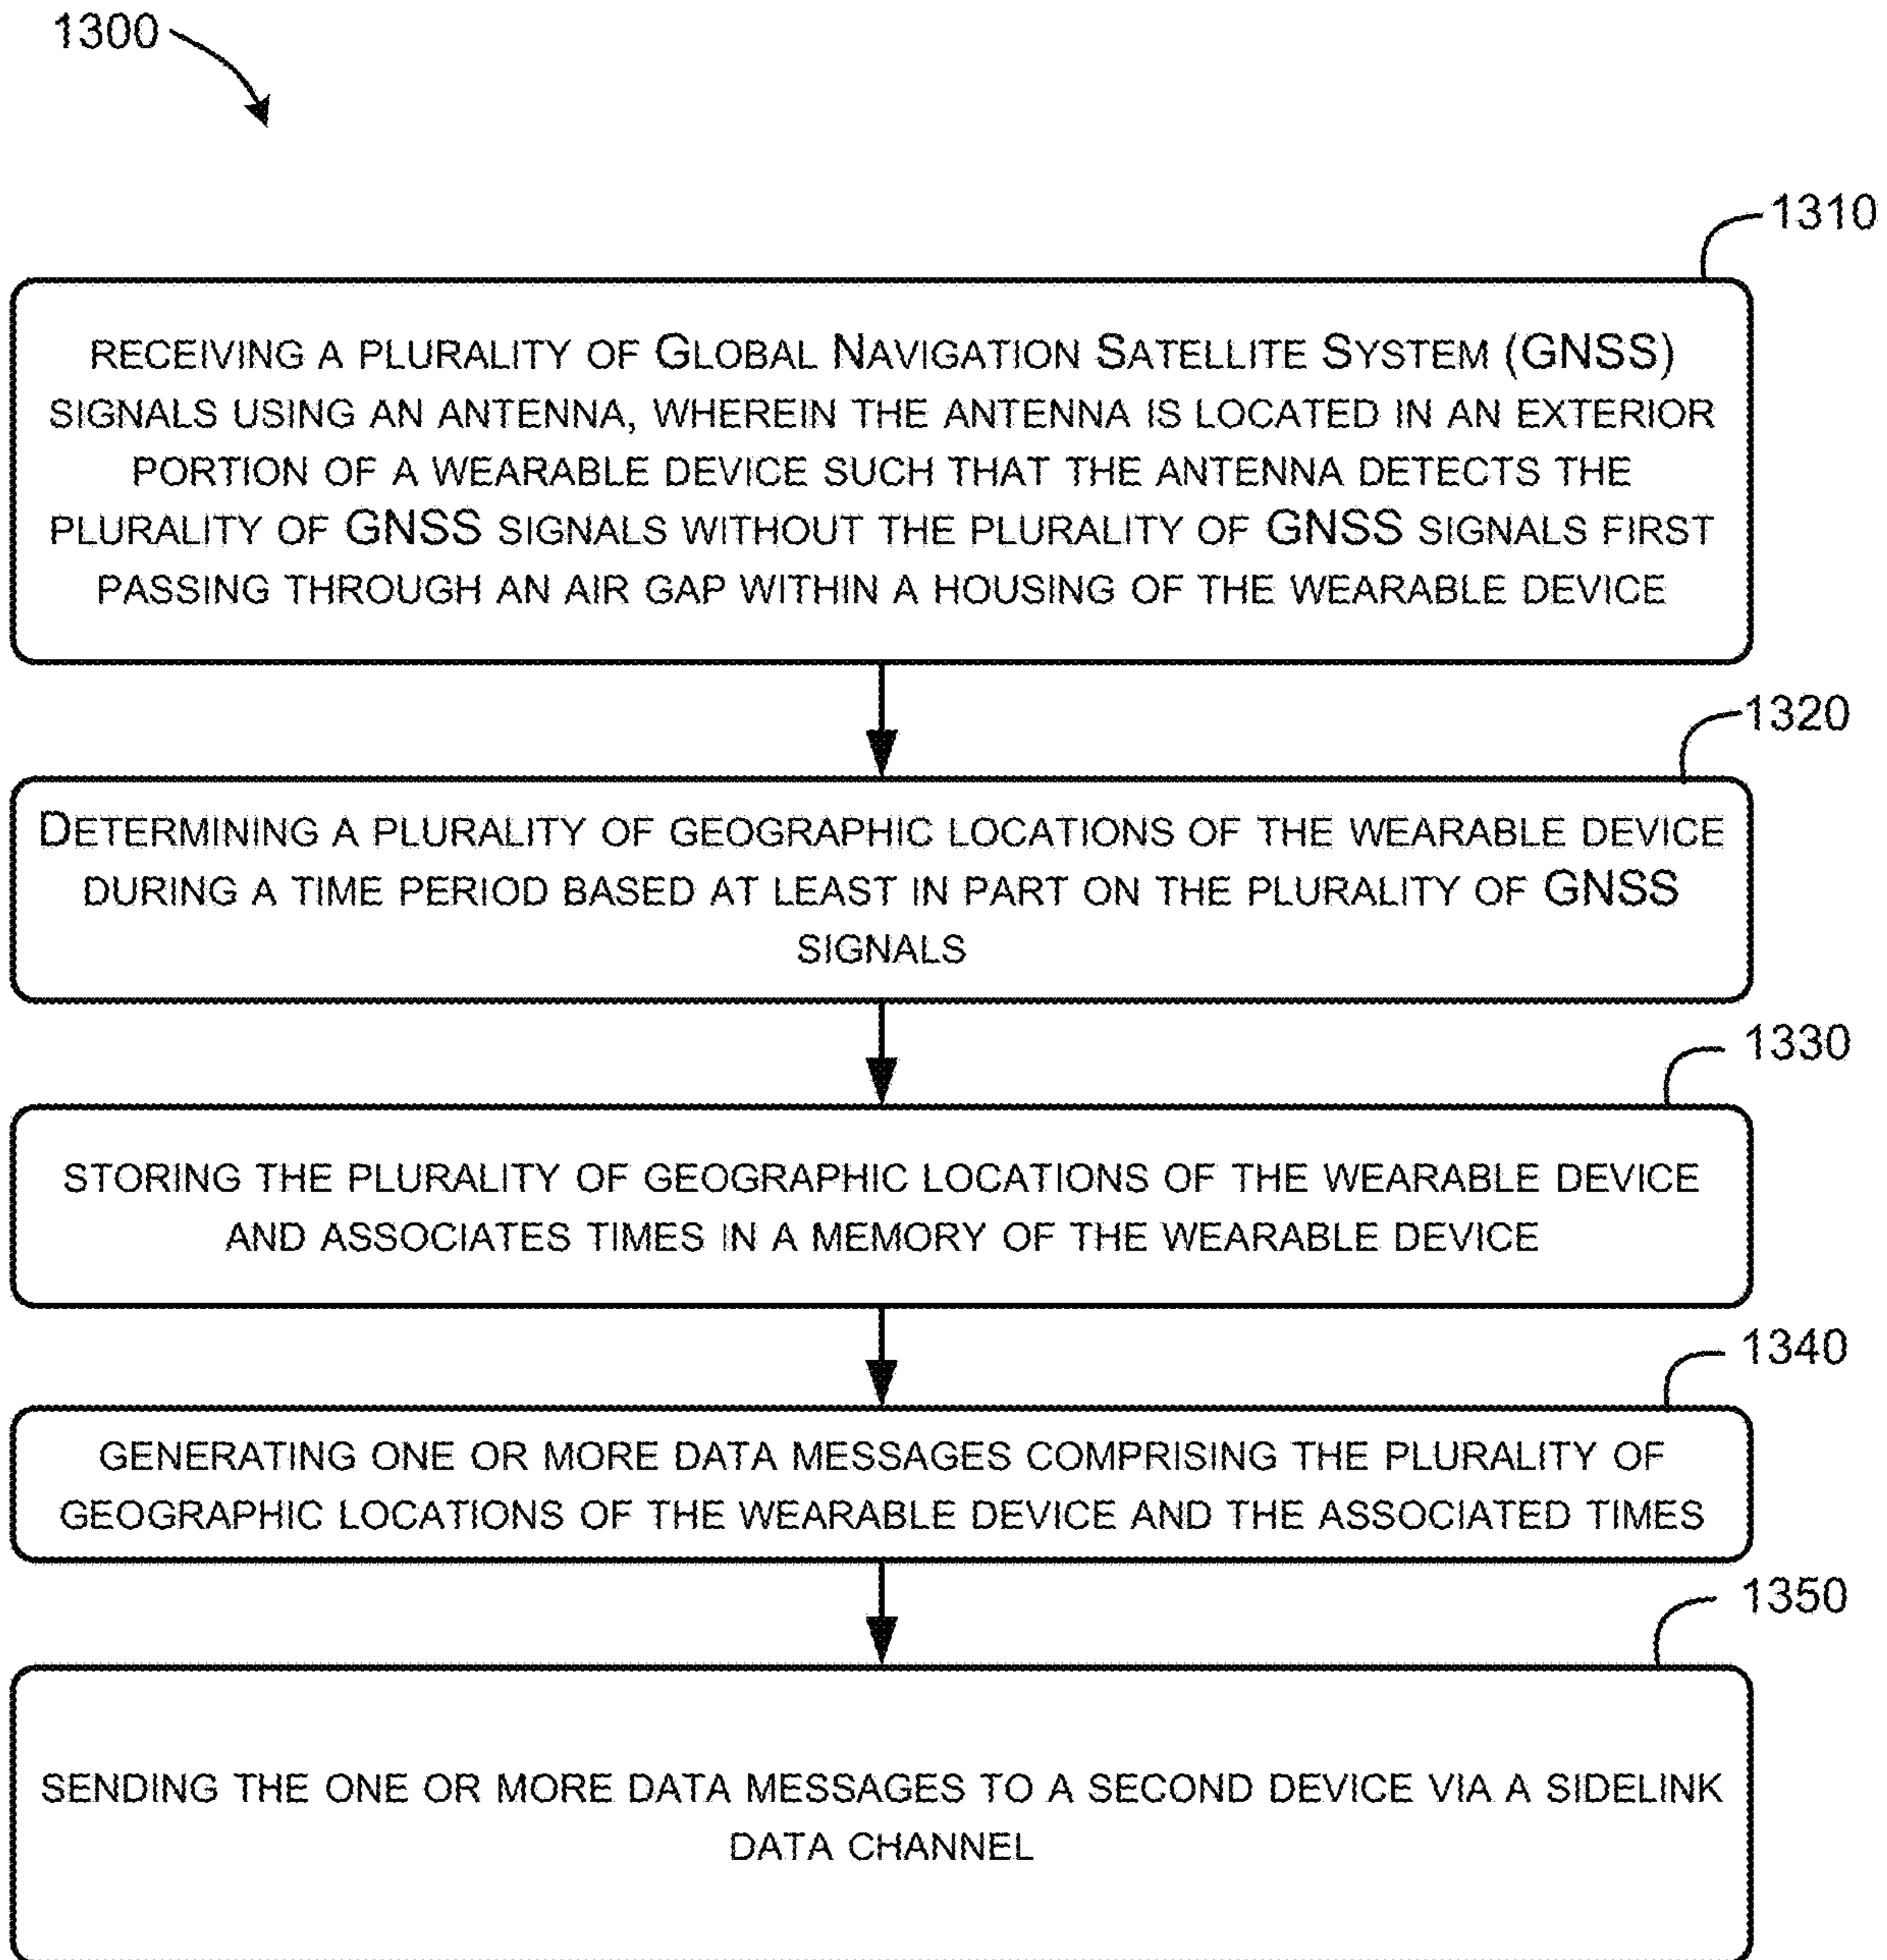 1300
1310
RECEIVING A PLURALITY OF GLOBAL NAVIGATION SATELLITE SYSTEM (GNSS)
SIGNALS USING AN ANTENNA, WHEREIN THE ANTENNA IS LOCATED IN AN EXTERIOR
PORTION OF A WEARABLE DEVICE SUCH THAT THE ANTENNA DETECTS THE
PLURALITY OF GNSS SIGNALS WITHOUT THE PLURALITY OF GNSS SIGNALS FIRST
PASSING THROUGH AN AIR GAP WITHIN A HOUSING OF THE WEARABLE DEVICE
1320
DETERMINING A PLURALITY OF GEOGRAPHIC LOCATIONS OF THE WEARABLE DEVICE
DURING A TIME PERIOD BASED AT LEAST IN PART ON THE PLURALITY OF GNSS
SIGNALS
1330
STORING THE PLURALITY OF GEOGRAPHIC LOCATIONS OF THE WEARABLE DEVICE
AND ASSOCIATES TIMES IN A MEMORY OF THE WEARABLE DEVICE
1340
GENERATING ONE OR MORE DATA MESSAGES COMPRISING THE PLURALITY OF
GEOGRAPHIC LOCATIONS OF THE WEARABLE DEVICE AND THE ASSOCIATED TIMES
1350
SENDING THE ONE OR MORE DATA MESSAGES TO A SECOND DEVICE VIA A SIDELINK
DATA CHANNEL